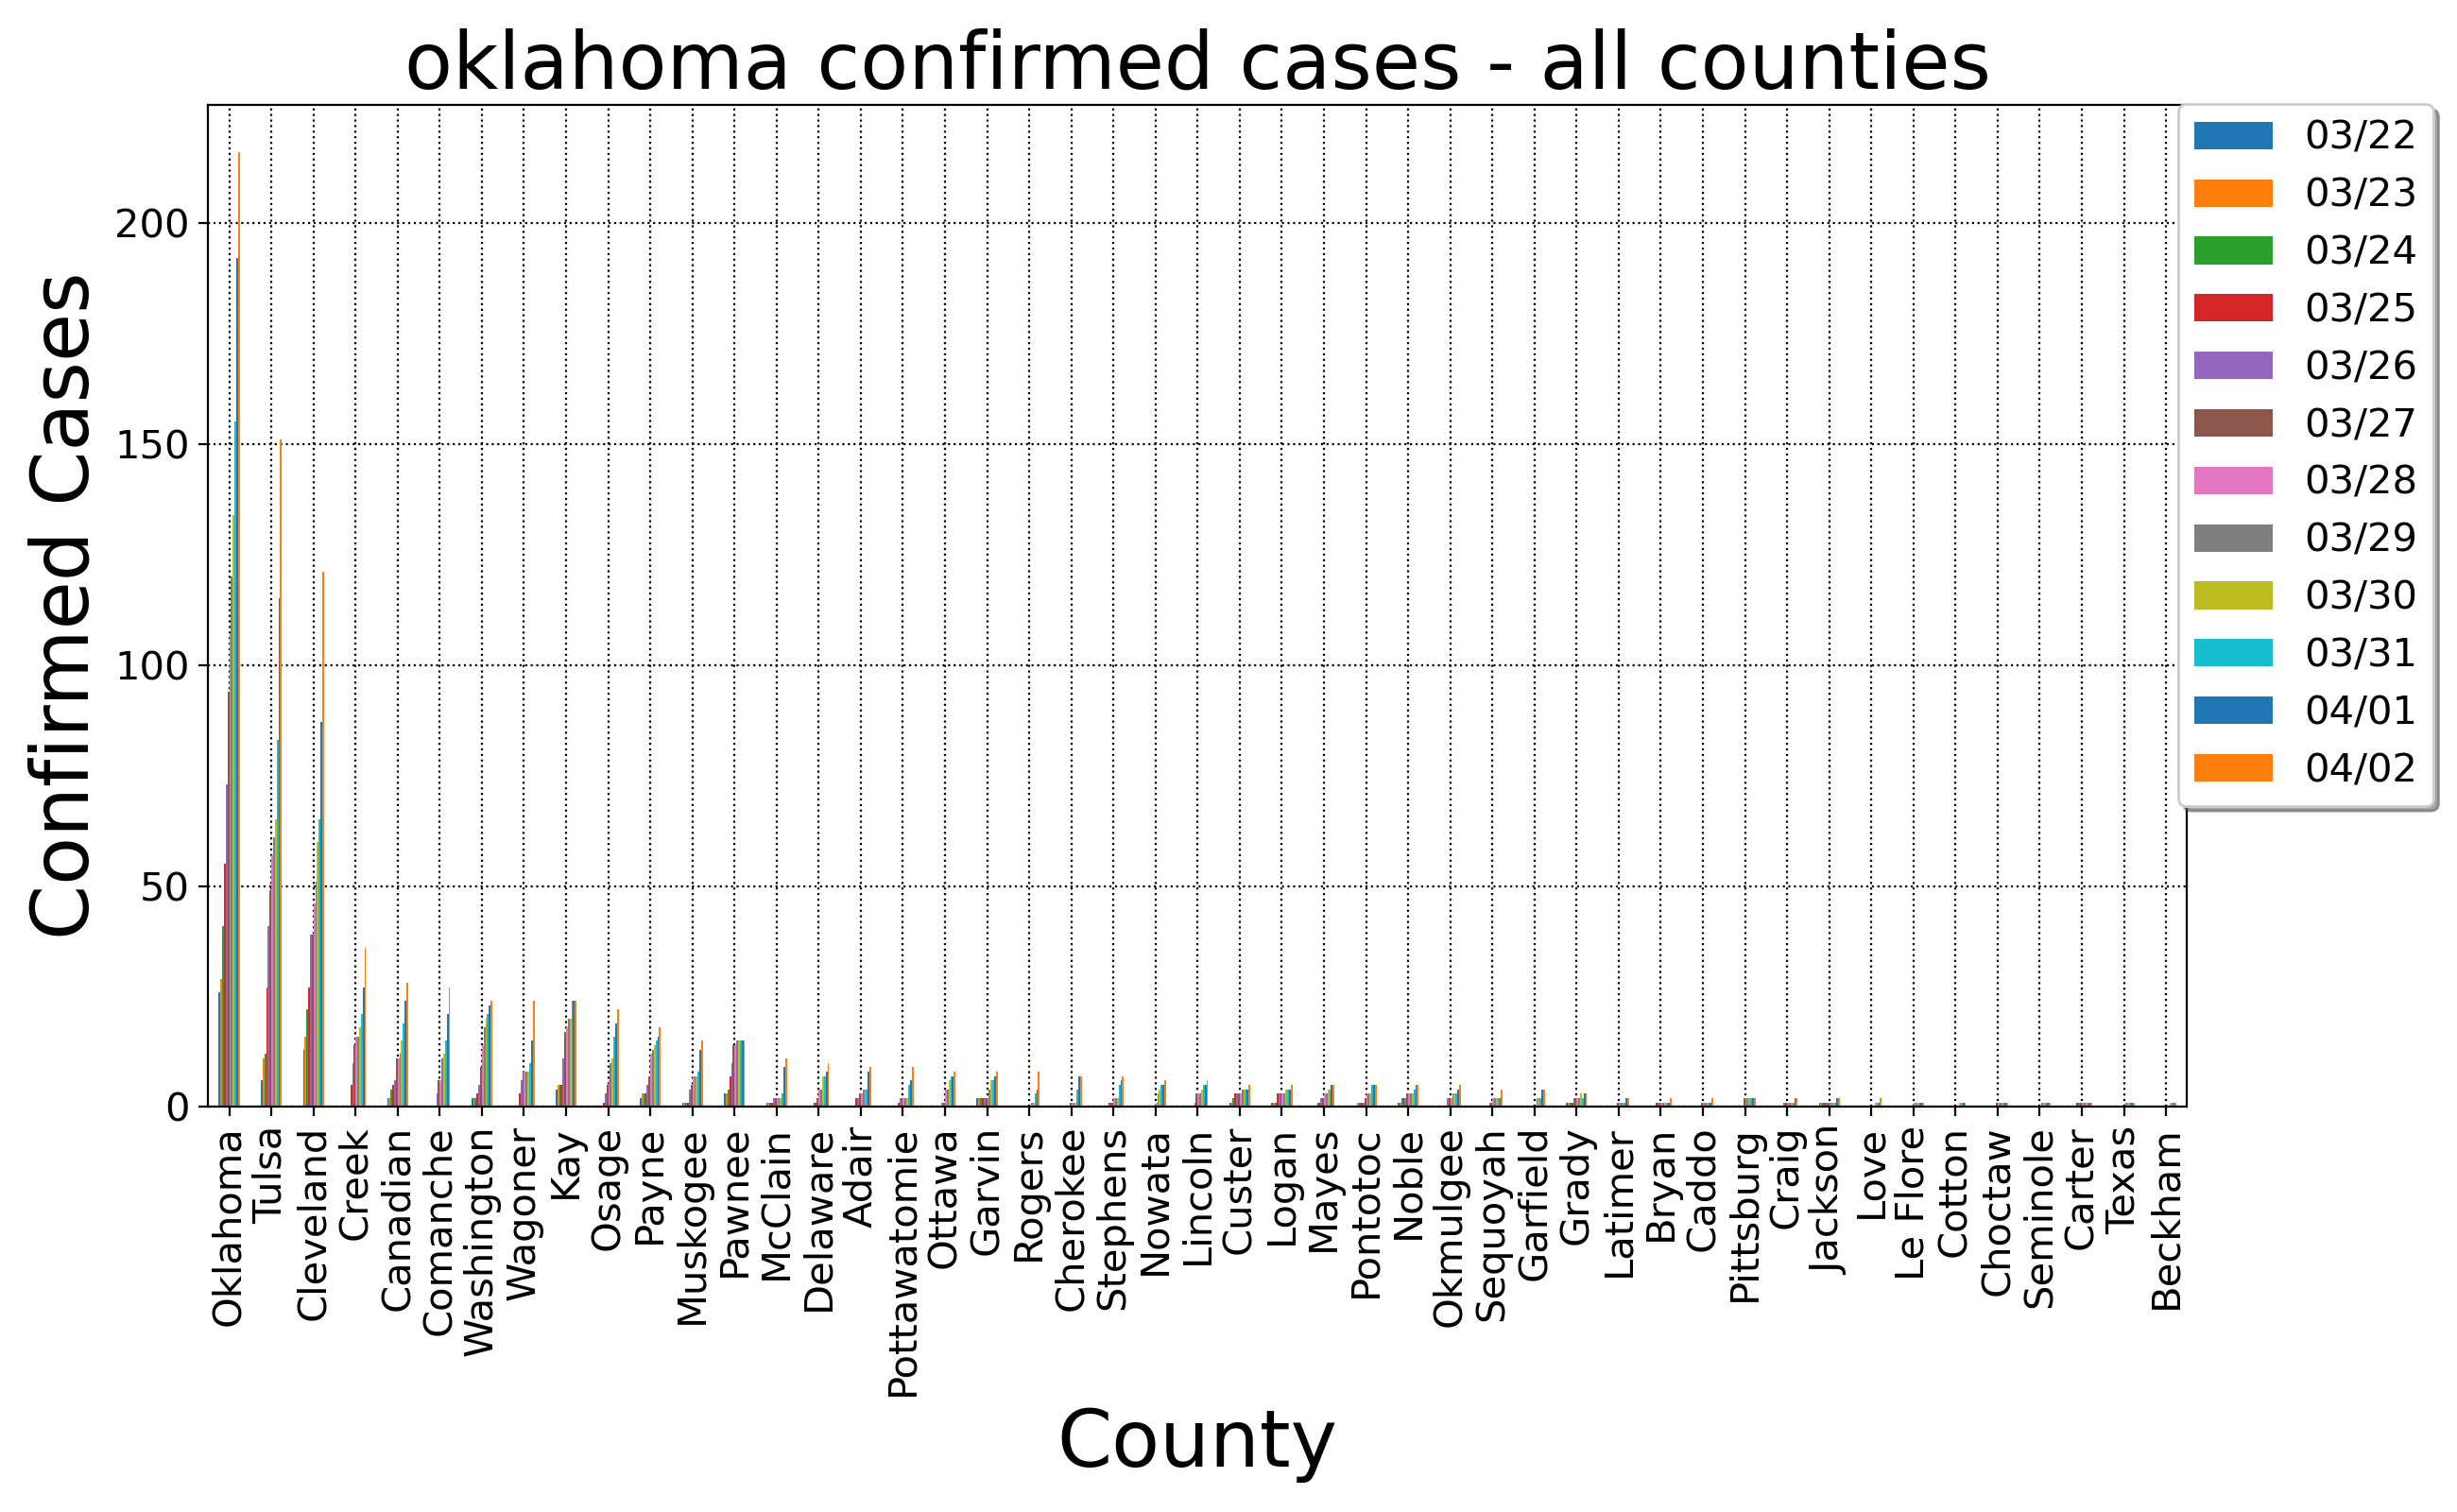 oklahoma confirmed cases - all counties
Confirmed Cases
200
150
100
50
0
03/22
03/23
03/24
03/25
03/26
03/27
03/28
03/29
03/30
03/31
04/01
04/02
Oklahoma
Tulsa
Cleveland
Creek
Canadian
Comanche
Washington
Wagoner
Kay
Osage
Payne
Muskogee
Pawnee
McClain
Delaware
Adair
Pottawatomie
Ottawa
Garvin
Rogers
Cherokee
Stephens
Nowata
Lincoln
Custer
Logan
Mayes
Pontotoc
Noble
Okmulgee
Sequoyah
Garfield
Grady
Latimer
Bryan
Caddo
Pittsburg
Craig
Jackson
Love
Le Flore
Cotton
Choctaw
Seminole
Carter
Texas
Beckham
County